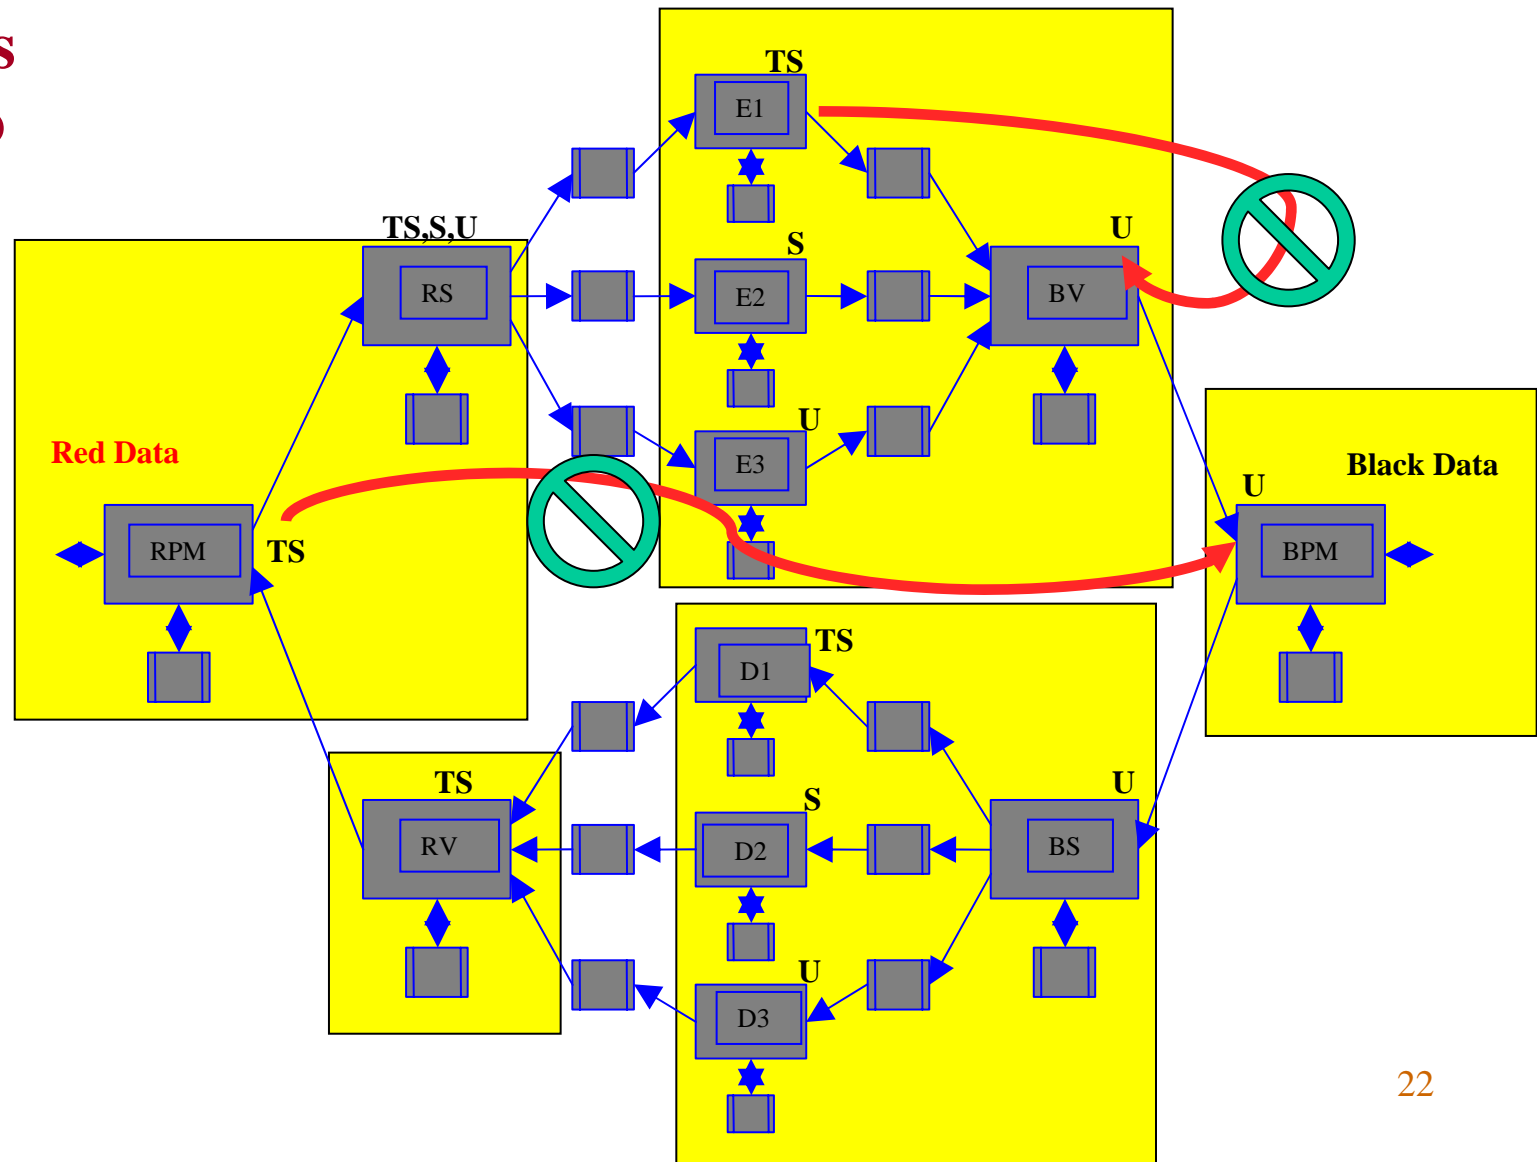 s
TS
E1
TS,S,U
RS
S
E2
U
BV
U
E3
Red Data
Black Data
RPM
TS
U
BPM
TS
D1
TS
RV
S
D2
U
BS
U
D3
22